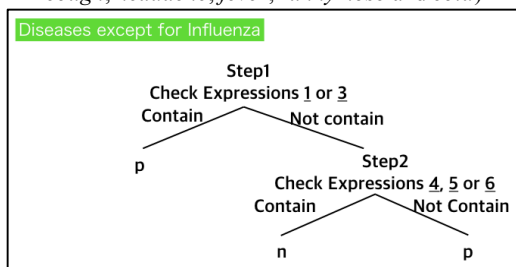 Diseases except for Influenza
Step1
Check Expressions 1 or 3
Contain Not contain
p
Step2
Check Expressions 4, 5 or 6
Contain Not Contain
n p